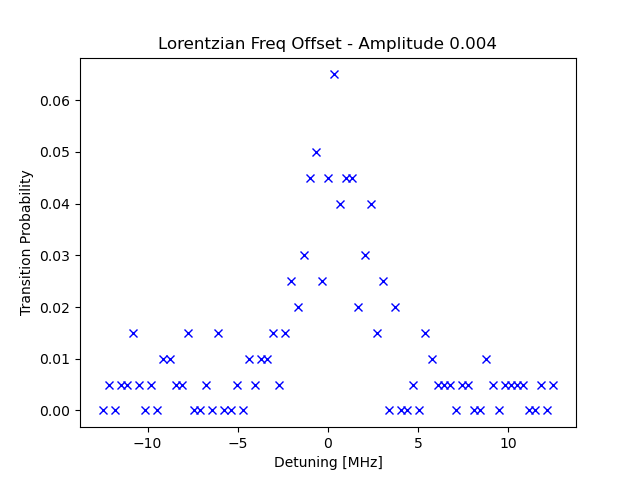 Lorentzian Freq Offset - Amplitude 0.004
Transition Probability
0.06
0.05
0.04
0.03
0.02
0.01
0.00
−10 −5 0 5 10
Detuning [MHz]